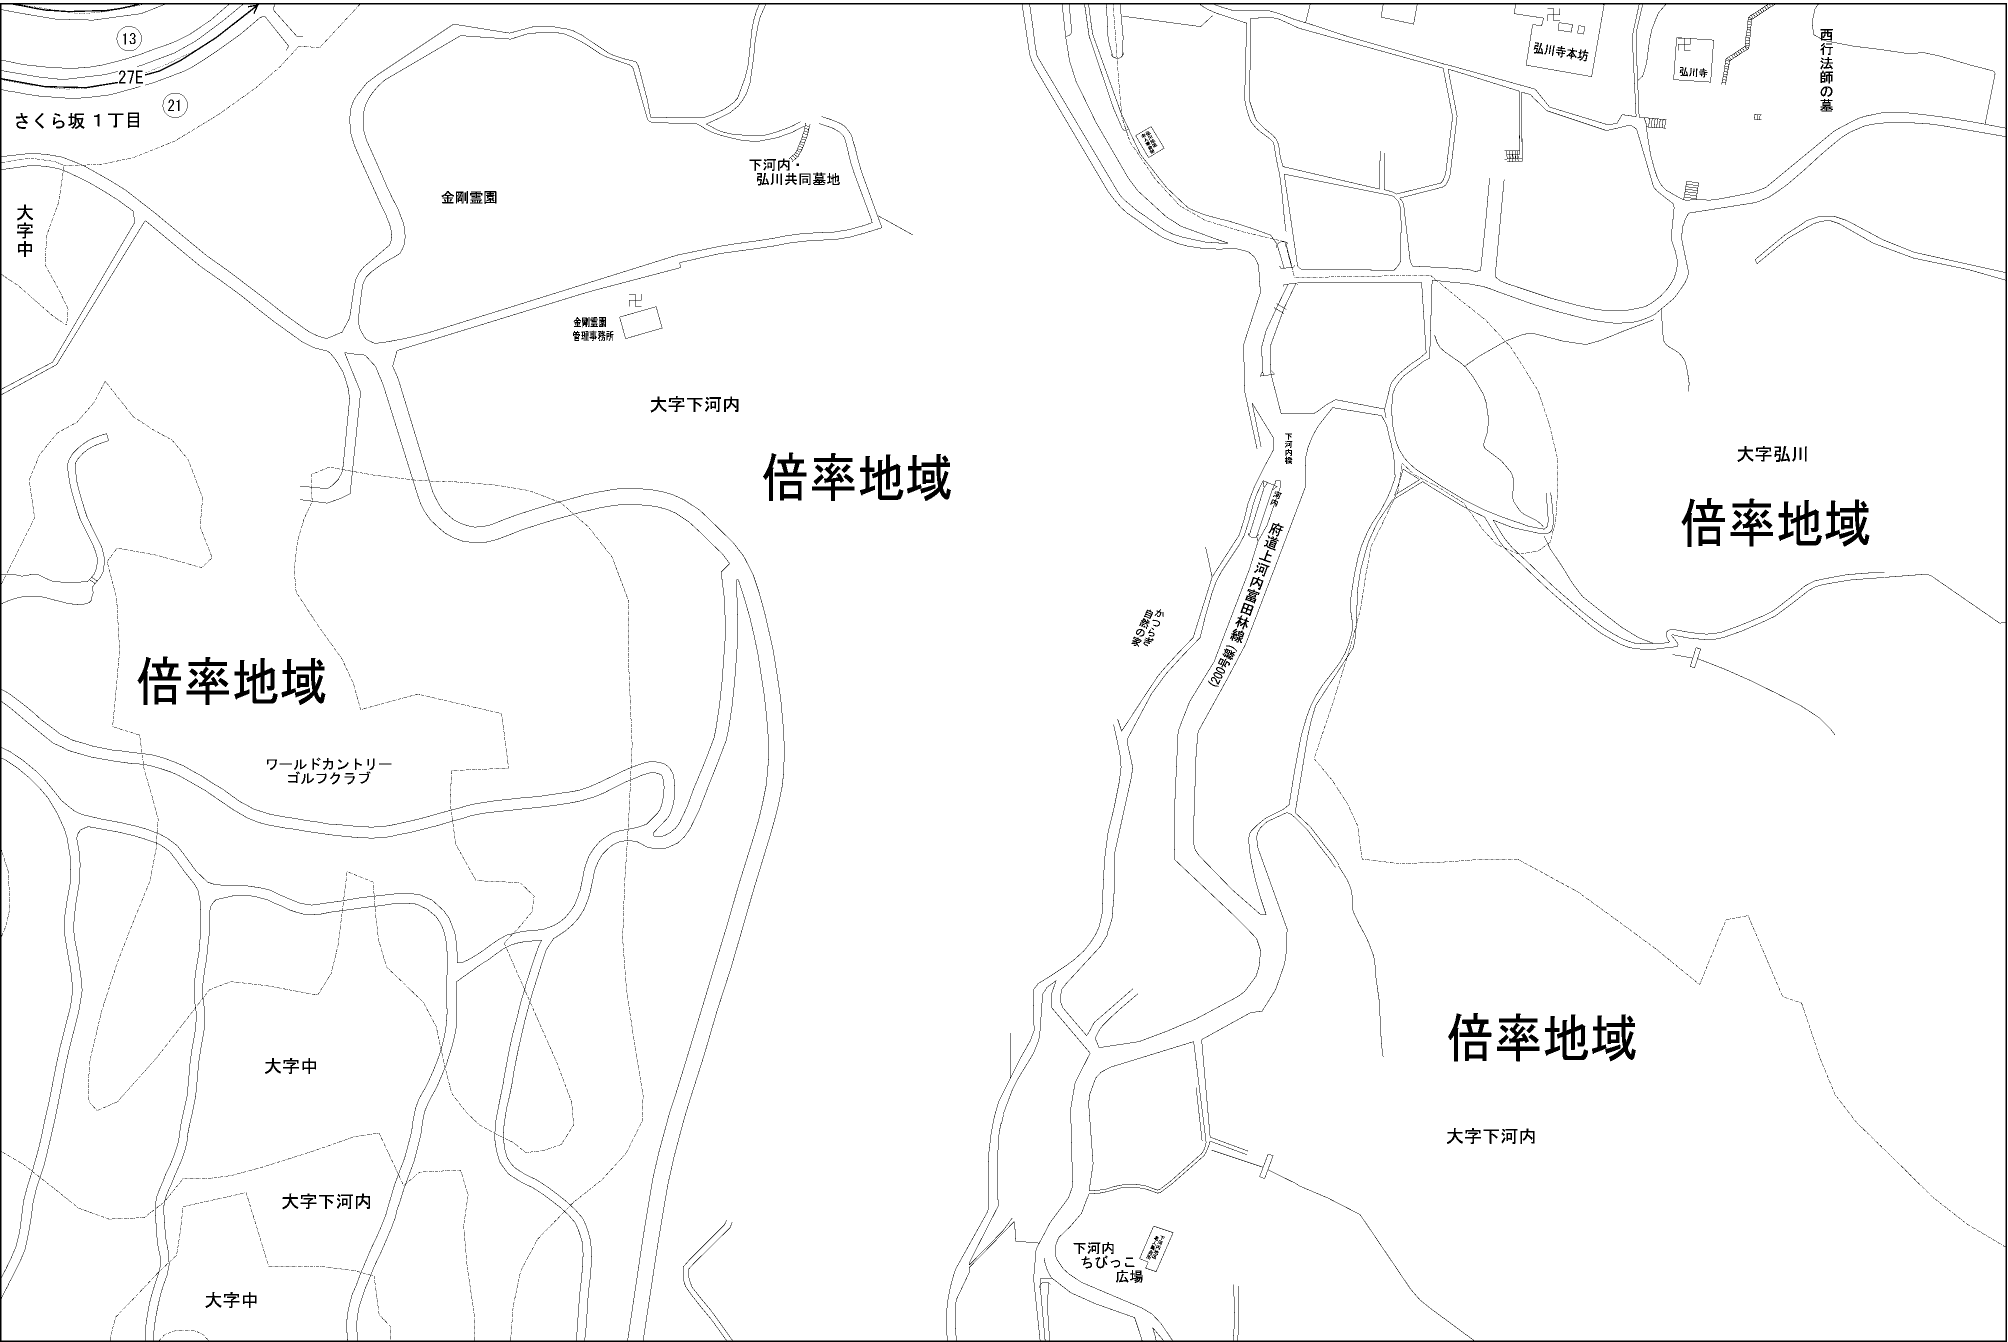 13
27E
21
さくら坂1丁目
大字中
金剛霊園
下河内・
弘川共同墓地
弘川寺本坊
弘川寺
西行法師の墓
金剛霊園
管理事務所
大字下河内
倍率地域
大字弘川
倍率地域
下河内橋
河内
府道上河内富田林線(200号線)
かつらぎ
自然の家
倍率地域
ワールドカントリー
ゴルフクラブ
大字中
倍率地域
大字下河内
大字下河内
下河内
ちびっこ
広場
大字中